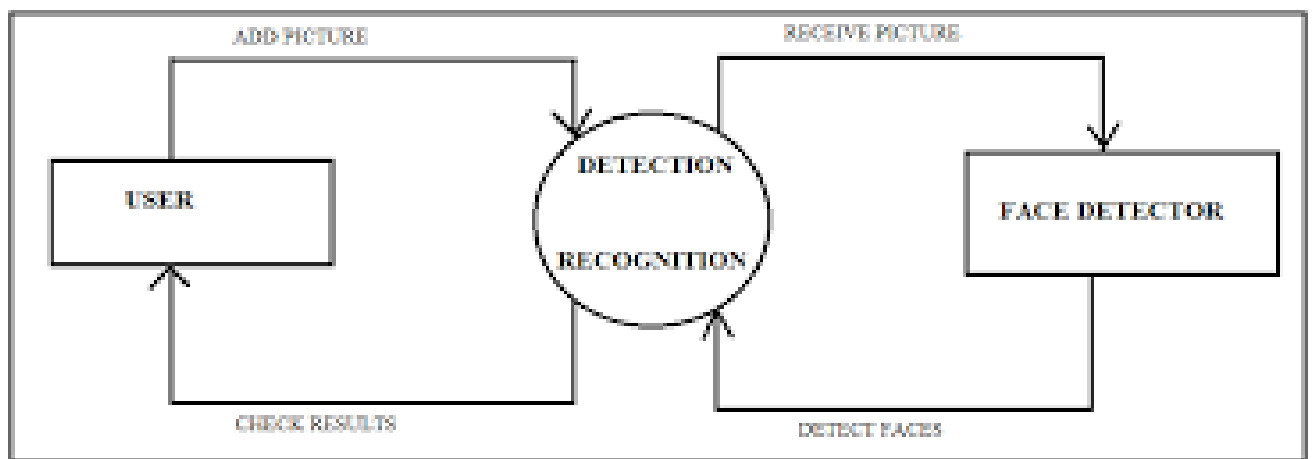 ADD PICTURE
RECEIVE PICTURE
DETECTION
USER
FACE DETECTOR
RECOGNITION
CHECK RESULTS
DETECT FACES